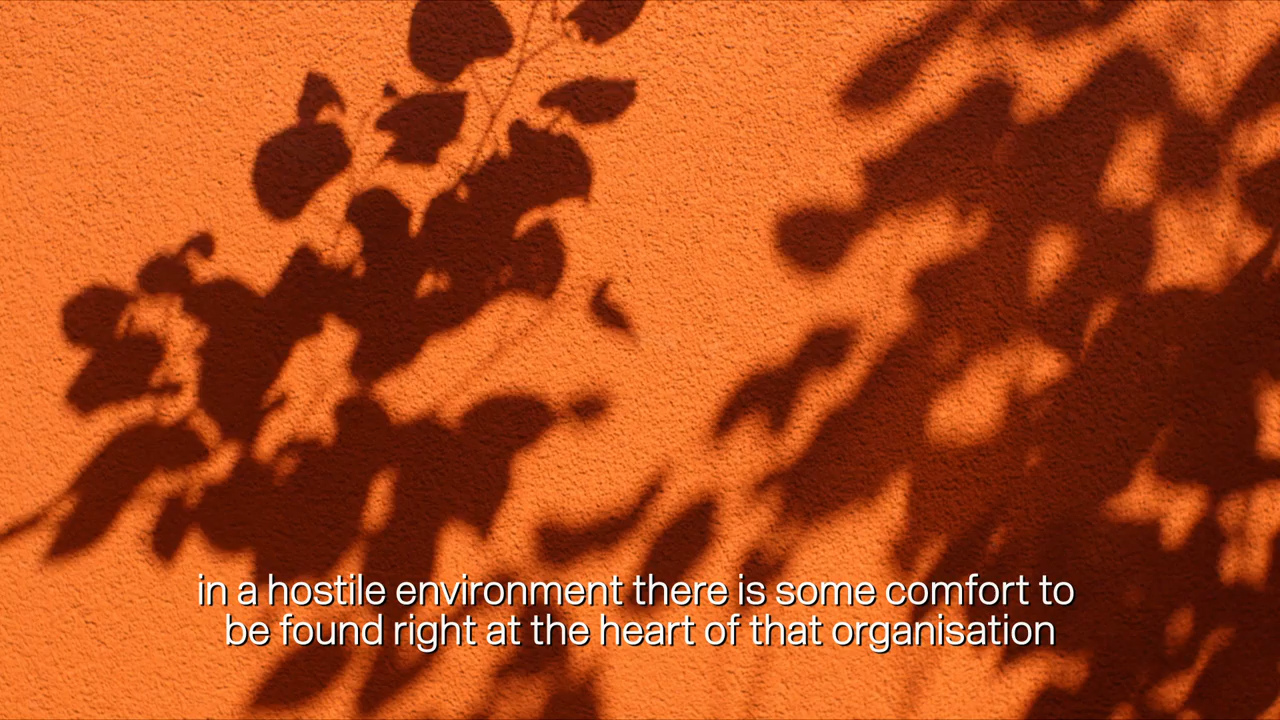 in a hostile environment there is some comfort to
be found right at the heart of that organisation